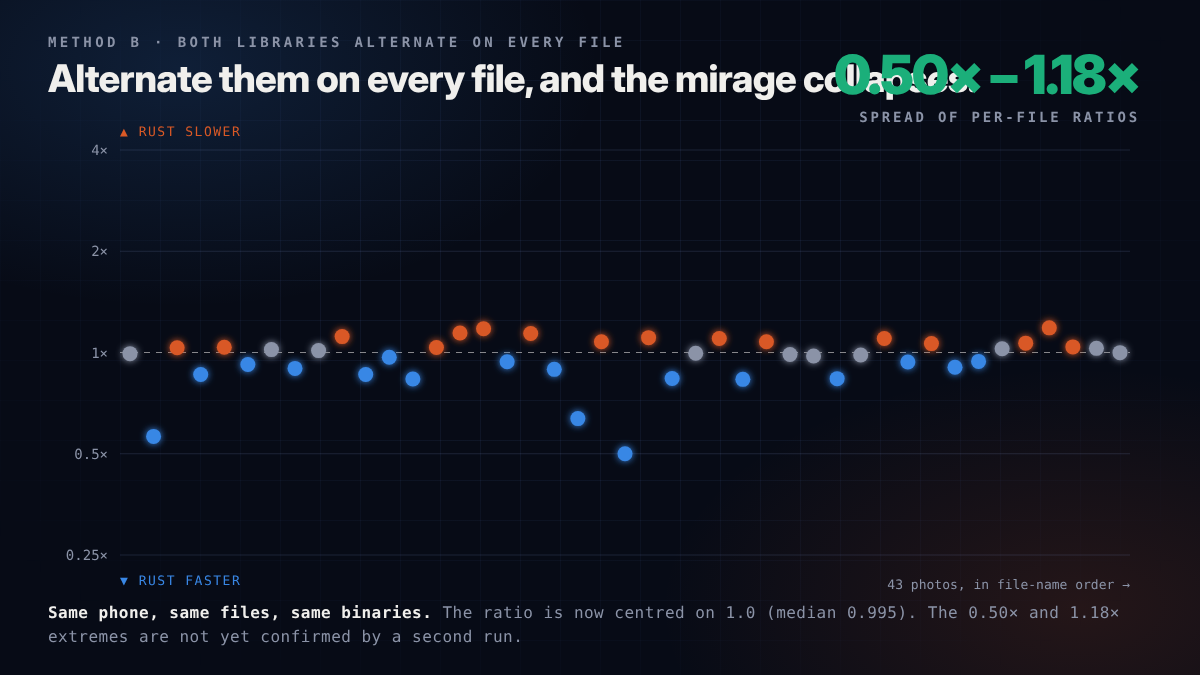 METHOD B · BOTH LIBRARIES ALTERNATE ON EVERY FILE
Alternate them on every file, and the mirage collapses.
0.50× – 1.18×
SPREAD OF PER-FILE RATIOS
▲ RUST SLOWER
4×
2×
1×
0.5×
0.25×
▼ RUST FASTER
43 photos, in file-name order →
Same phone, same files, same binaries. The ratio is now centred on 1.0 (median 0.995). The 0.50× and 1.18×
extremes are not yet confirmed by a second run.